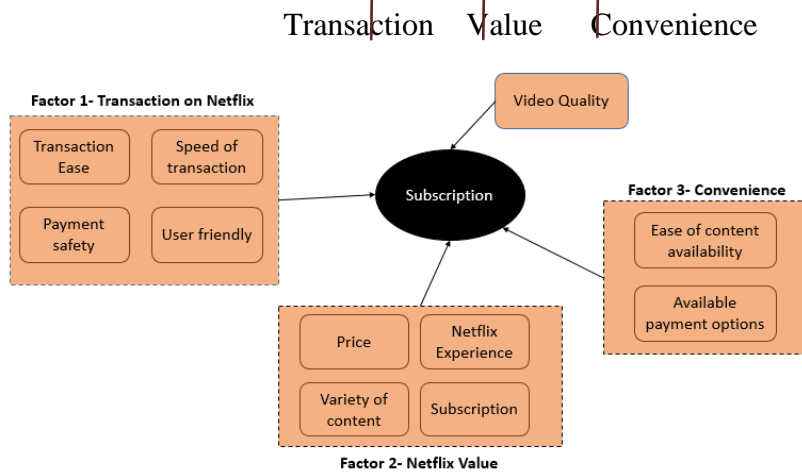 Transaction Value Convenience
Factor 1- Transaction on Netflix
Transaction
Ease
Speed of
transaction
Payment
safety
User friendly
Video Quality
Subscription
Factor 3- Convenience
Ease of content
availability
Available
payment options
Price
Netflix
Experience
Variety of
content
Subscription
Factor 2- Netflix Value